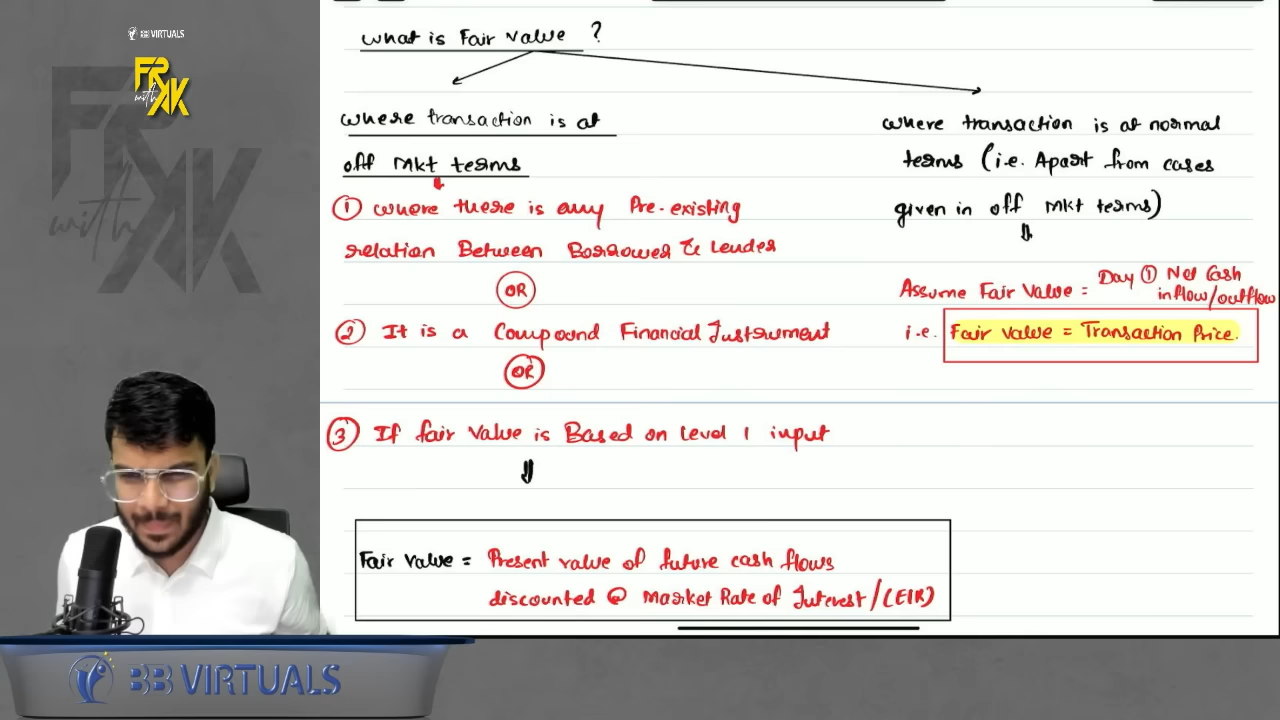 BB VIRTUALS
FR
with
AK
FR
with
AK
What is Fair Value ?
where transaction is at
off Mkt terms
① where there is any Pre-existing
relation Between Borrower & Lender
OR
② It is a Compound Financial Instrument
OR
③ If fair value is Based on Level 1 input
Fair Value = Present value of future cash flows
discounted @ Market Rate of Interest/(EIR)
where transaction is at normal
terms (i.e. Apart from cases
given in off Mkt terms)
Assume Fair Value = Day ① Net Cash
inflow/outflow
i.e. Fair Value = Transaction Price.
BB VIRTUALS